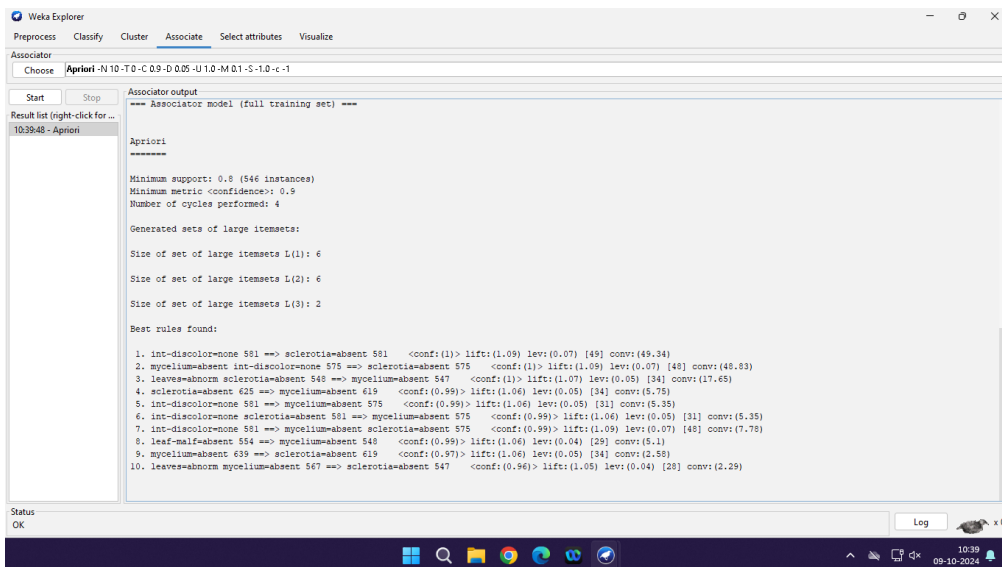 Weka Explorer
Preprocess Classify Cluster Associate Select attributes Visualize
Associator
Choose Apriori -N 10 -T 0 -C 0.9 -D 0.05 -U 1.0 -M 0.1 -S -1.0 -c -1
Start Stop
Result list (right-click for ...
10:39:48 - Apriori
Associator output
=== Associator model (full training set) ===
Apriori
=======
Minimum support: 0.8 (546 instances)
Minimum metric <confidence>: 0.9
Number of cycles performed: 4
Generated sets of large itemsets:
Size of set of large itemsets L(1): 6
Size of set of large itemsets L(2): 6
Size of set of large itemsets L(3): 2
Best rules found:
1. int-discolor=none 581 ==> sclerotia=absent 581 <conf:(1)> lift:(1.09) lev:(0.07) [49] conv:(49.34)
2. mycelium=absent int-discolor=none 575 ==> sclerotia=absent 575 <conf:(1)> lift:(1.09) lev:(0.07) [48] conv:(48.83)
3. leaves=abnorm sclerotia=absent 548 ==> mycelium=absent 547 <conf:(1)> lift:(1.07) lev:(0.05) [34] conv:(17.65)
4. sclerotia=absent 625 ==> mycelium=absent 619 <conf:(0.99)> lift:(1.06) lev:(0.05) [34] conv:(5.75)
5. int-discolor=none 581 ==> mycelium=absent 575 <conf:(0.99)> lift:(1.06) lev:(0.05) [31] conv:(5.35)
6. int-discolor=none sclerotia=absent 581 ==> mycelium=absent 575 <conf:(0.99)> lift:(1.06) lev:(0.05) [31] conv:(5.35)
7. int-discolor=none 581 ==> mycelium=absent sclerotia=absent 575 <conf:(0.99)> lift:(1.09) lev:(0.07) [48] conv:(7.78)
8. leaf-malf=absent 554 ==> mycelium=absent 548 <conf:(0.99)> lift:(1.06) lev:(0.04) [29] conv:(5.1)
9. mycelium=absent 639 ==> sclerotia=absent 619 <conf:(0.97)> lift:(1.06) lev:(0.05) [34] conv:(2.58)
10. leaves=abnorm mycelium=absent 567 ==> sclerotia=absent 547 <conf:(0.96)> lift:(1.05) lev:(0.04) [28] conv:(2.29)
Status
OK
Log
x
10:39
09-10-2024